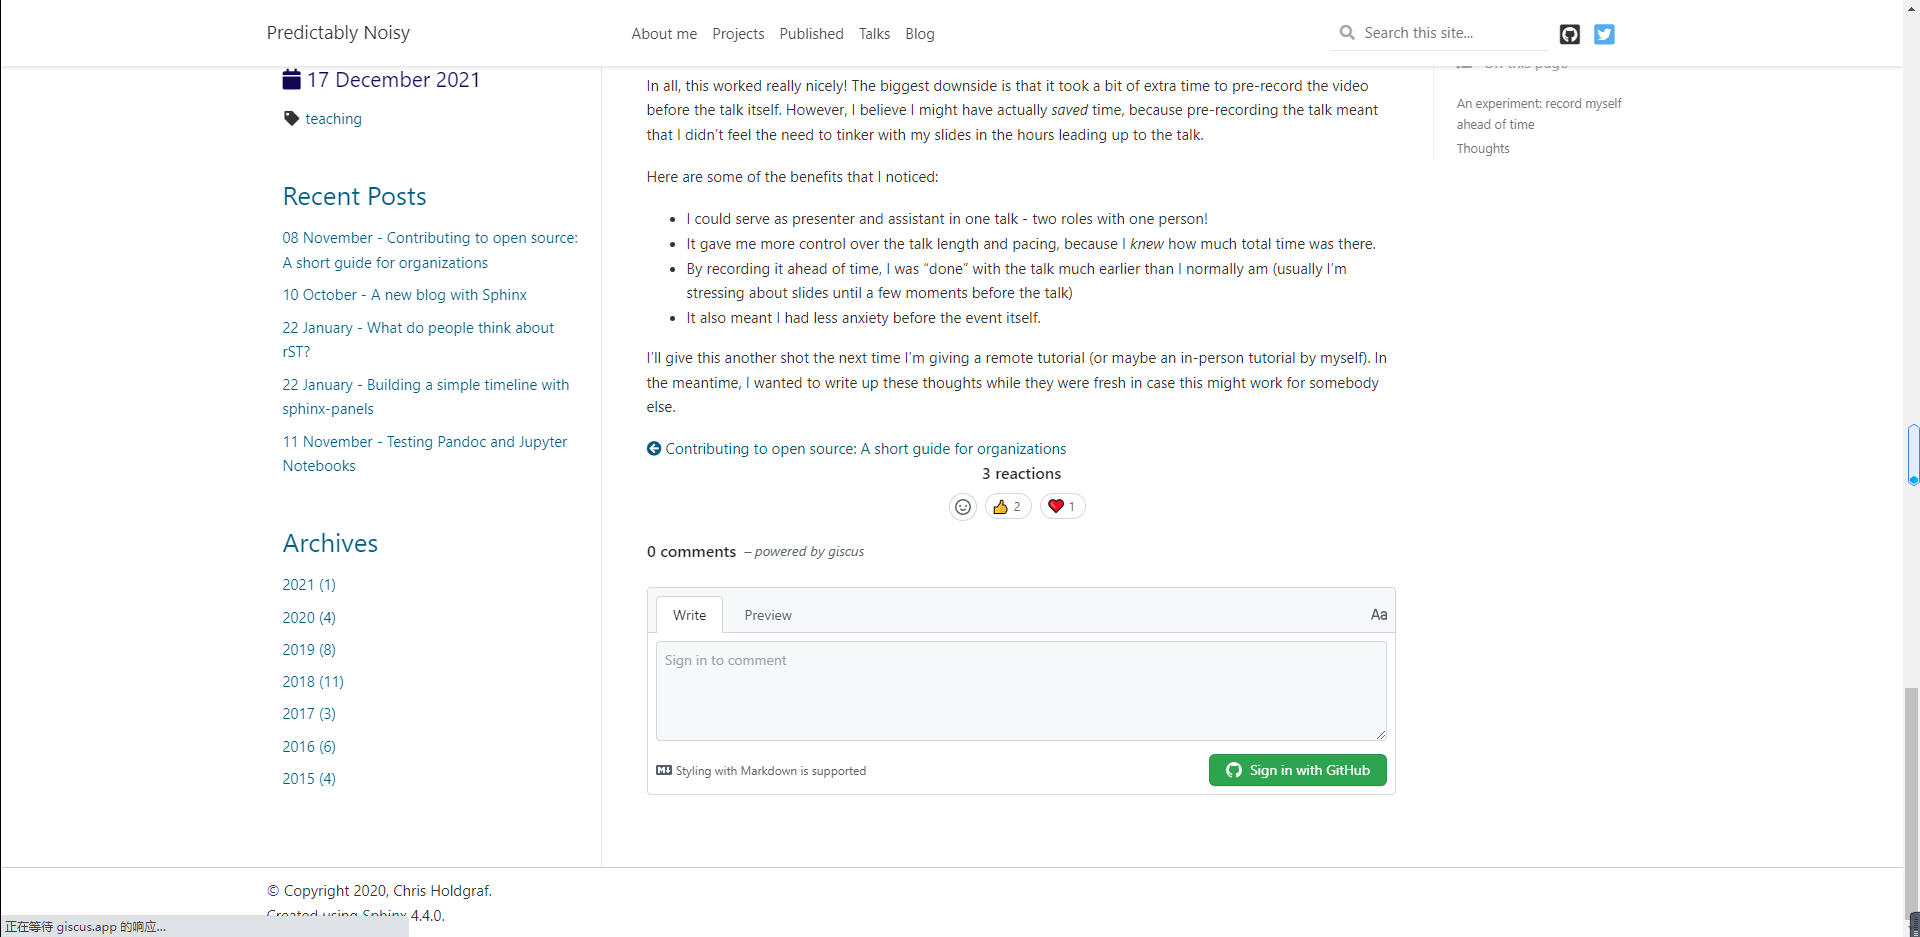 Predictably Noisy
About me
Projects
Published
Talks
Blog
Search this site...
17 December 2021
teaching
Recent Posts
08 November - Contributing to open source:
A short guide for organizations
10 October - A new blog with Sphinx
22 January - What do people think about
rST?
22 January - Building a simple timeline with
sphinx-panels
11 November - Testing Pandoc and Jupyter
Notebooks
Archives
2021 (1)
2020 (4)
2019 (8)
2018 (11)
2017 (3)
2016 (6)
2015 (4)
In all, this worked really nicely! The biggest downside is that it took a bit of extra time to pre-record the video
before the talk itself. However, I believe I might have actually saved time, because pre-recording the talk meant
that I didn’t feel the need to tinker with my slides in the hours leading up to the talk.
Here are some of the benefits that I noticed:
• I could serve as presenter and assistant in one talk - two roles with one person!
• It gave me more control over the talk length and pacing, because I knew how much total time was there.
• By recording it ahead of time, I was “done” with the talk much earlier than I normally am (usually I’m
stressing about slides until a few moments before the talk)
• It also meant I had less anxiety before the event itself.
I’ll give this another shot the next time I’m giving a remote tutorial (or maybe an in-person tutorial by myself). In
the meantime, I wanted to write up these thoughts while they were fresh in case this might work for somebody
else.
Contributing to open source: A short guide for organizations
3 reactions
👍 2
❤️ 1
0 comments – powered by giscus
Write
Preview
Aa
Sign in to comment
Styling with Markdown is supported
Sign in with GitHub
On this page
An experiment: record myself
ahead of time
Thoughts
© Copyright 2020, Chris Holdgraf.
Created using Sphinx 4.4.0.
正在等待 giscus.app 的响应...